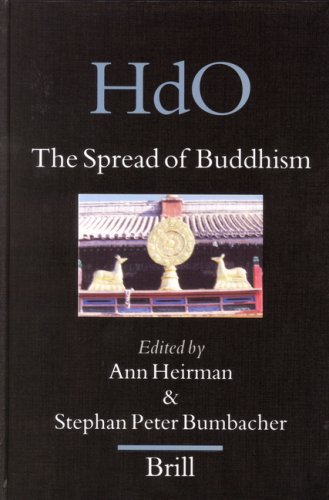 HdO
The Spread of Buddhism
Edited by
Ann Heirman
&
Stephan Peter Bumbacher
Brill